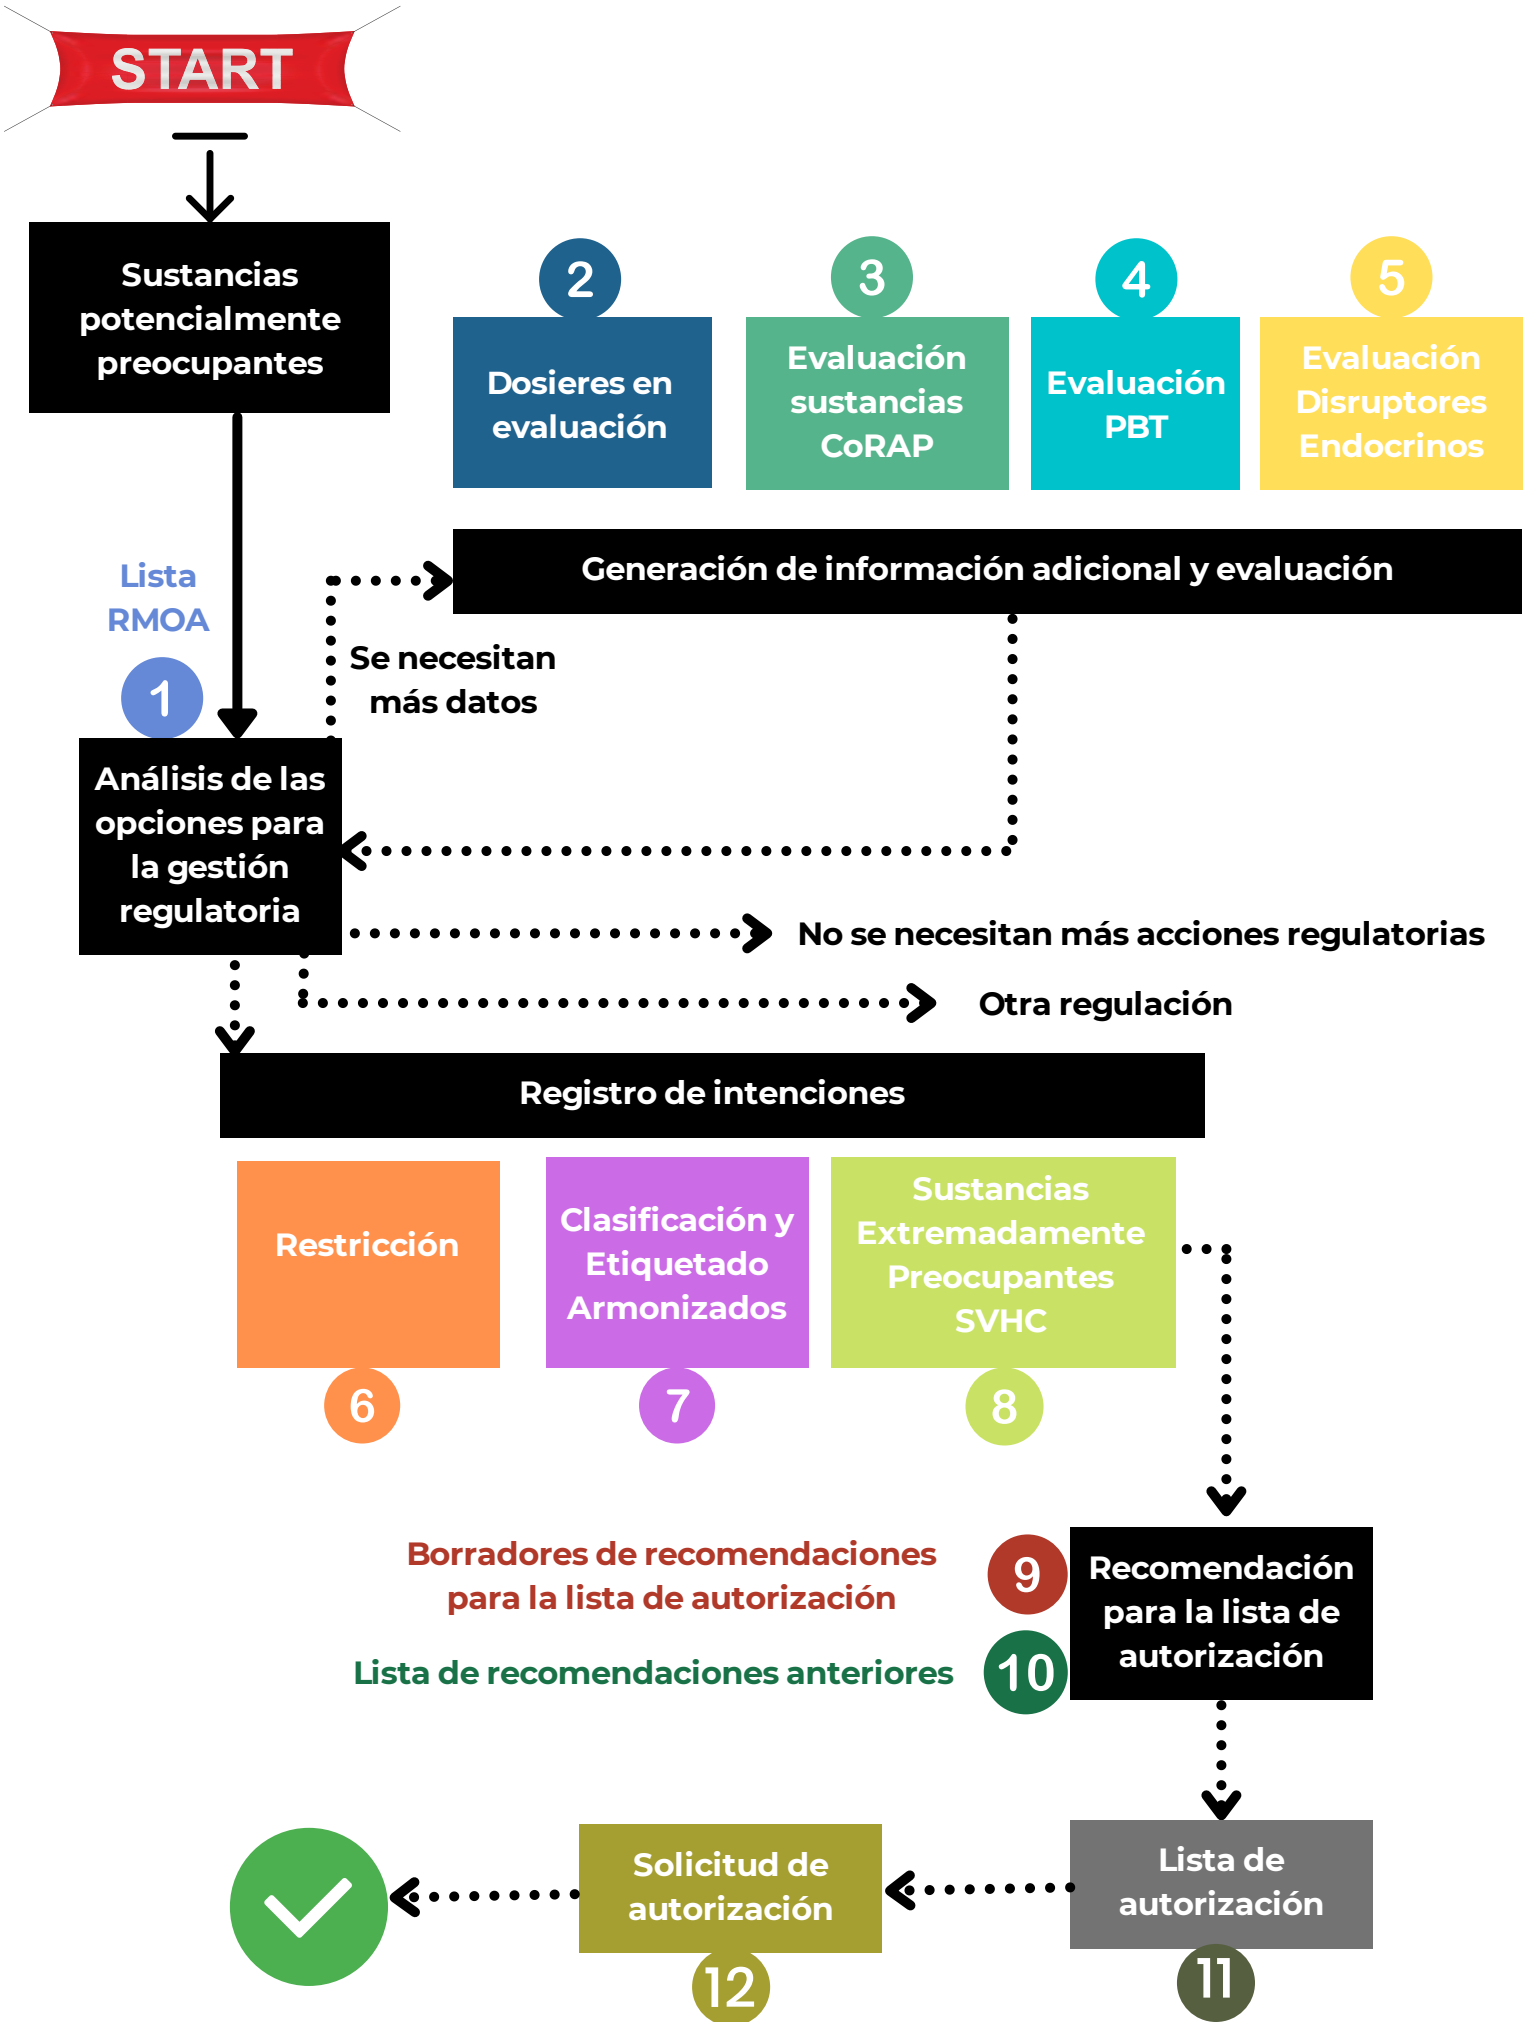 START
Sustancias
potencialmente
preocupantes
2
Dosieres en
evaluación
3
Evaluación
sustancias
CoRAP
4
Evaluación
PBT
5
Evaluación
Disruptores
Endocrinos
Generación de información adicional y evaluación
Lista
RMOA
1
Se necesitan
más datos
Análisis de las
opciones para
la gestión
regulatoria
No se necesitan más acciones regulatorias
Otra regulación
Registro de intenciones
Restricción
6
Clasificación y
Etiquetado
Armonizados
7
Sustancias
Extremadamente
Preocupantes
SVHC
8
Borradores de recomendaciones
para la lista de autorización
9
Lista de recomendaciones anteriores
10
Recomendación
para la lista de
autorización
Lista de
autorización
11
Solicitud de
autorización
12